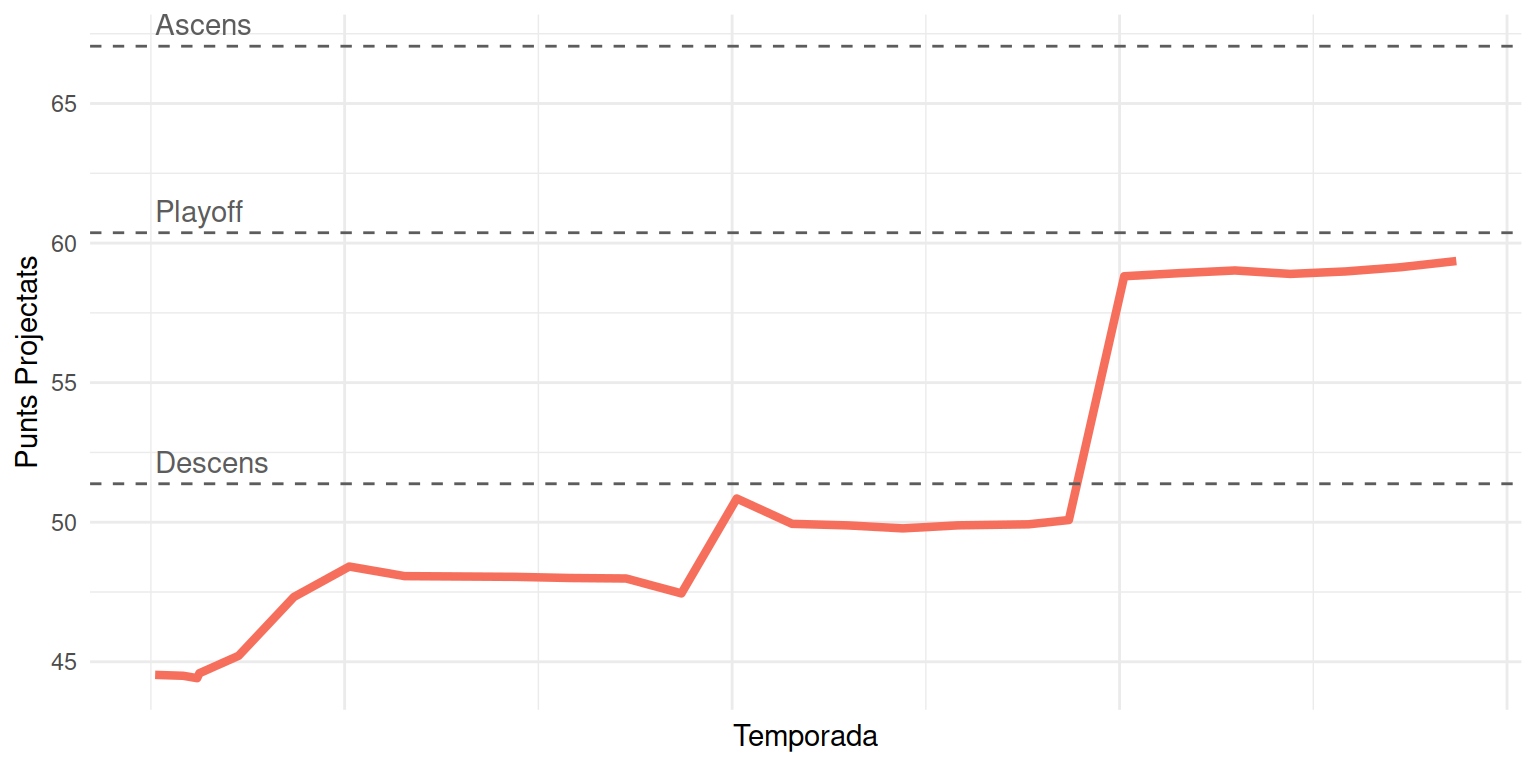 Ascens
65
Playoff
60
Punts Projectats
55
Descens
50
45
Temporada